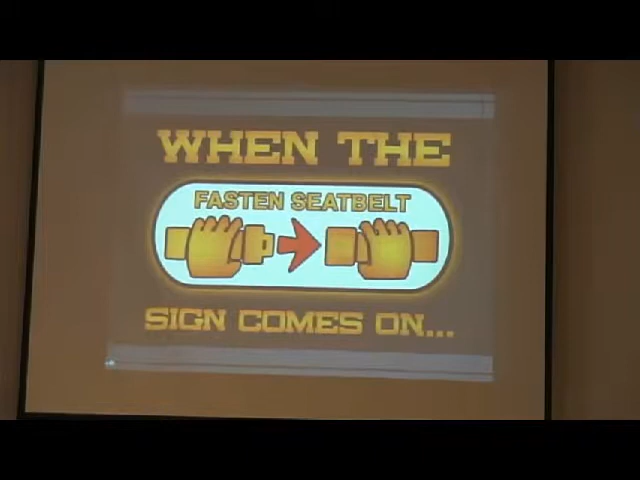 WHEN THE
FASTEN SEATBELT
SIGN COMES ON...